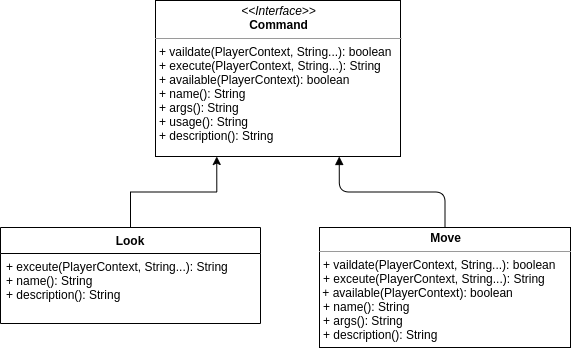 <<Interface>>
Command
+ vaildate(PlayerContext, String...): boolean
+ execute(PlayerContext, String...): String
+ available(PlayerContext): boolean
+ name(): String
+ args(): String
+ usage(): String
+ description(): String
Look
+ exceute(PlayerContext, String...): String
+ name(): String
+ description(): String
Move
+ vaildate(PlayerContext, String...): boolean
+ exceute(PlayerContext, String...): String
+ available(PlayerContext): boolean
+ name(): String
+ args(): String
+ description(): String